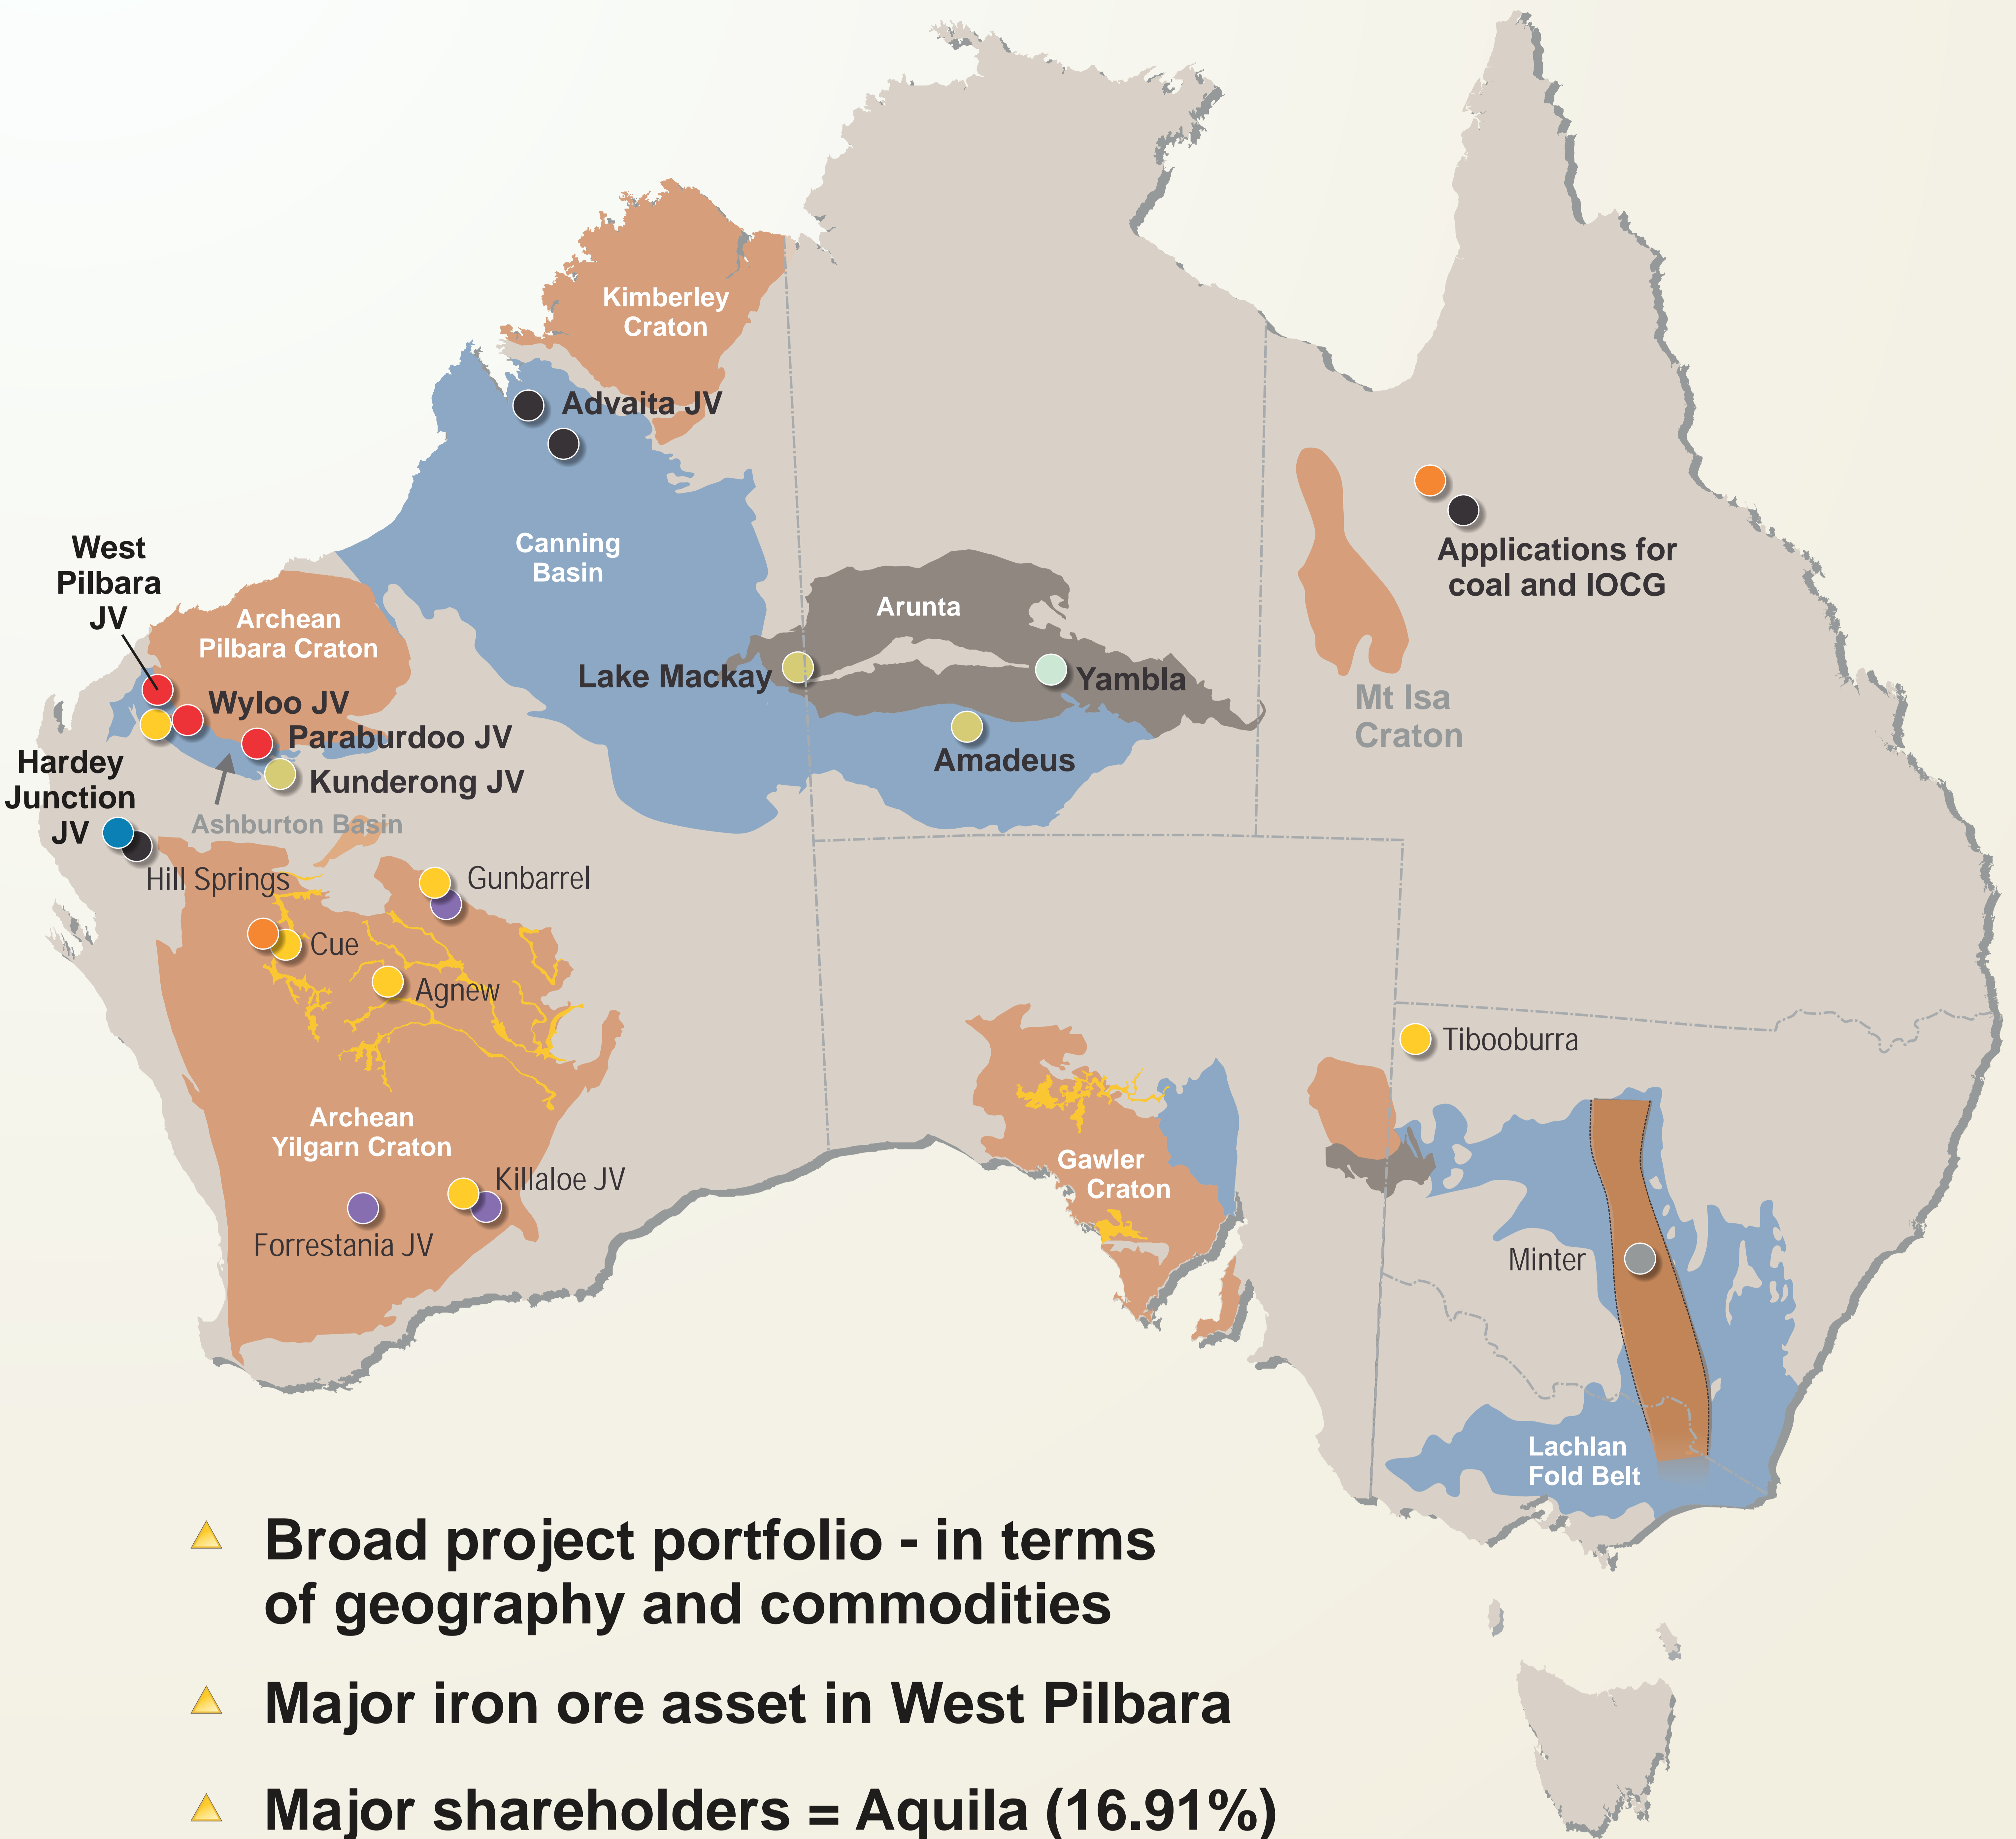 Kimberley
Craton
Advaita JV
Canning
Basin
Applications for
coal and IOCG
West
Pilbara
JV
Archean
Pilbara Craton
Arunta
Lake Mackay
Yambla
Mt Isa
Craton
Wyloo JV
Paraburdoo JV
Amadeus
Hardey
Junction
JV
Kunderong JV
Ashburton Basin
Hill Springs
Gunbarrel
Cue
Agnew
Tibooburra
Archean
Yilgarn Craton
Gawler
Craton
Killaloe JV
Forrestania JV
Minter
Lachlan
Fold Belt
Broad project portfolio - in terms
of geography and commodities
Major iron ore asset in West Pilbara
Major shareholders = Aquila (16.91%)